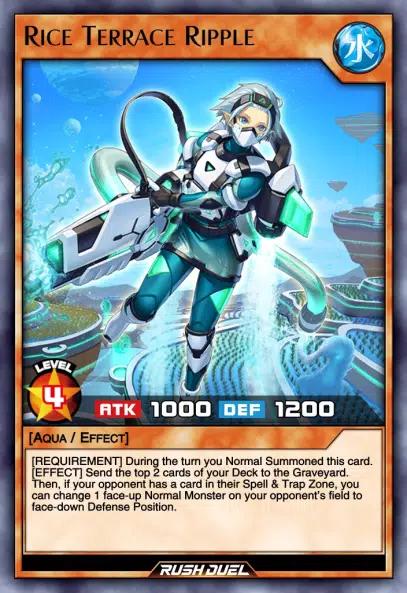 RICE TERRACE RIPPLE
水
LEVEL
4
ATK 1000 DEF 1200
[AQUA / EFFECT]
[REQUIREMENT] During the turn you Normal Summoned this card.
[EFFECT] Send the top 2 cards of your Deck to the Graveyard.
Then, if your opponent has a card in their Spell & Trap Zone, you
can change 1 face-up Normal Monster on your opponent's field to
face-down Defense Position.
RUSH DUEL